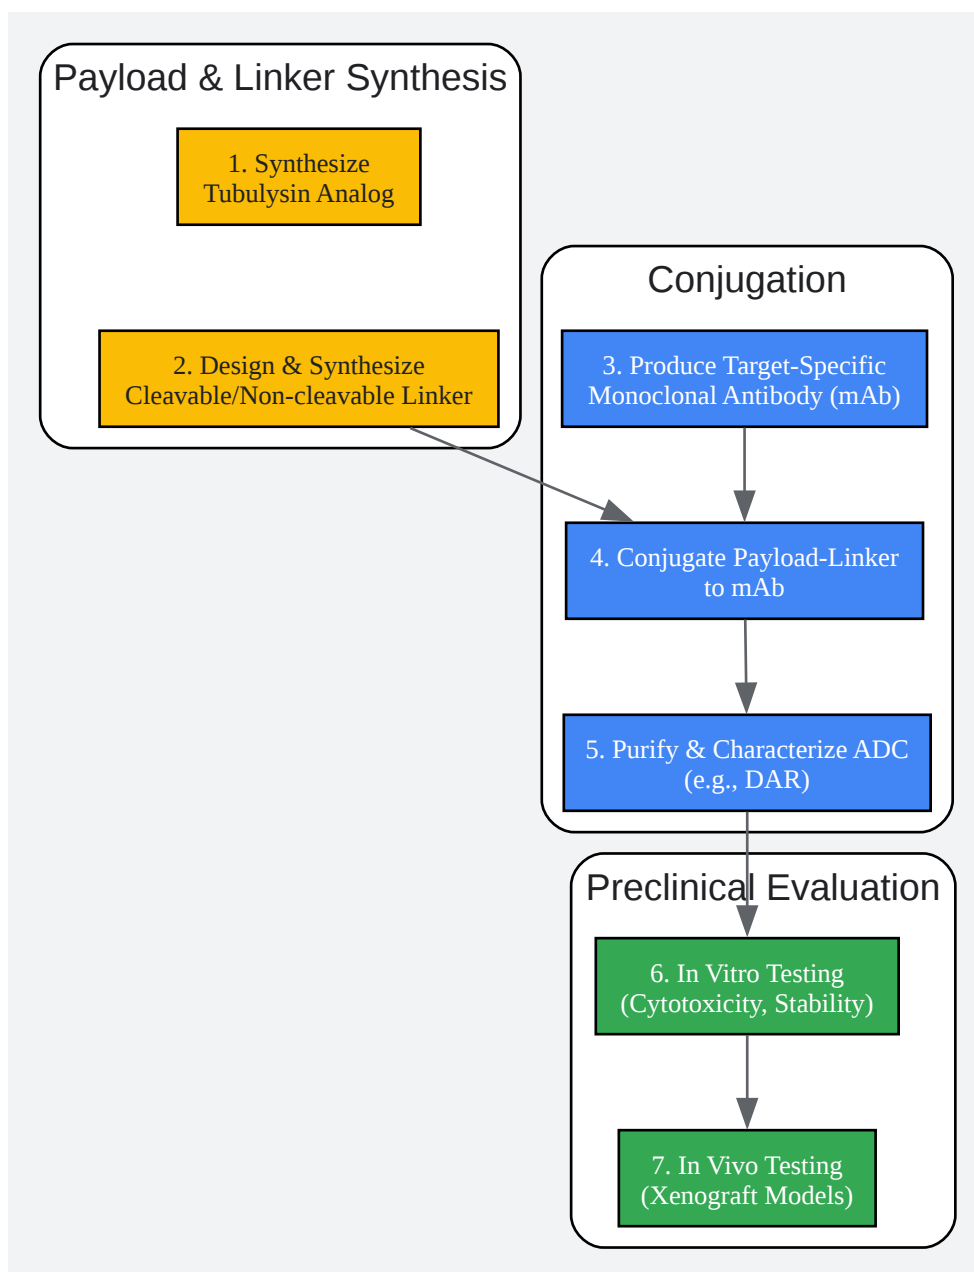 Payload & Linker Synthesis
1. Synthesize
Tubulysin Analog
2. Design & Synthesize
Cleavable/Non-cleavable Linker
Conjugation
3. Produce Target-Specific
Monoclonal Antibody (mAb)
4. Conjugate Payload-Linker
to mAb
5. Purify & Characterize ADC
(e.g., DAR)
Preclinical Evaluation
6. In Vitro Testing
(Cytotoxicity, Stability)
7. In Vivo Testing
(Xenograft Models)